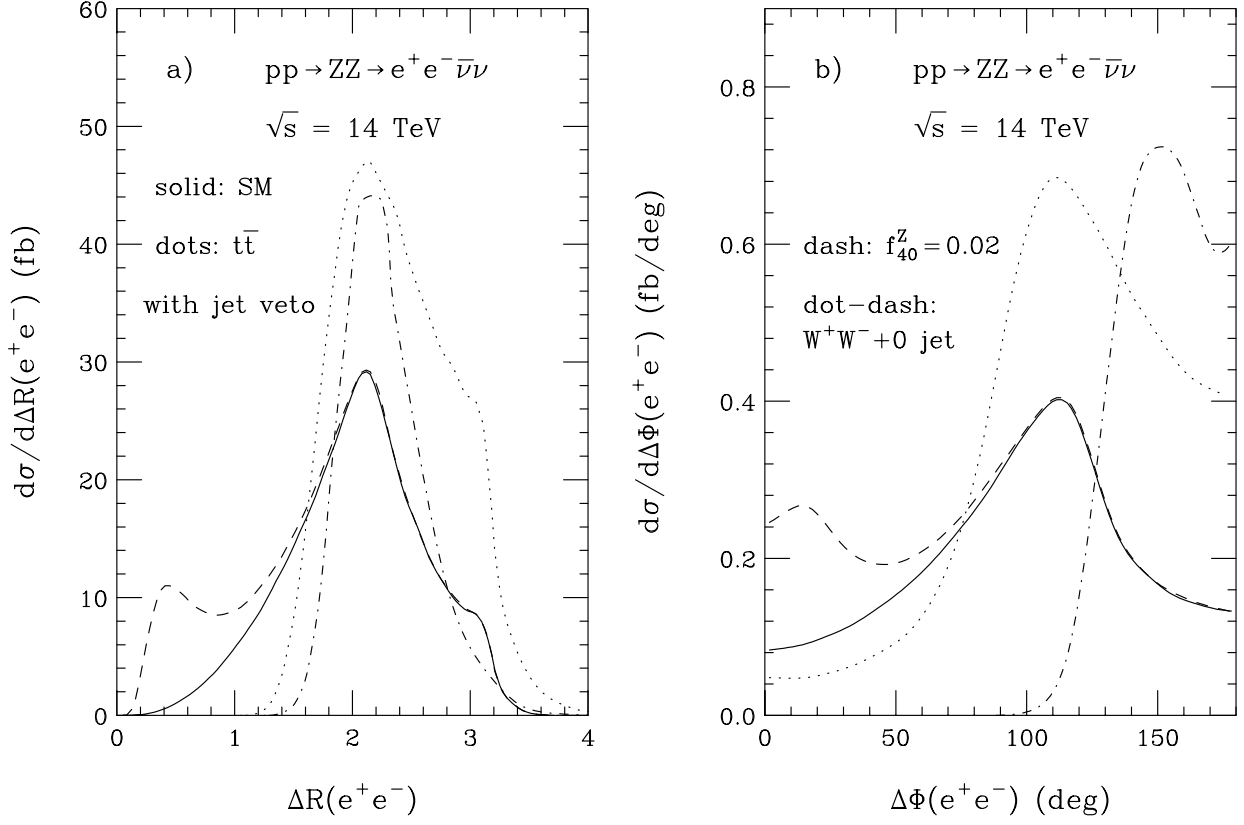 a)
pp→ZZ→e⁺e⁻ν̅ν
√s = 14 TeV
solid: SM
dots: tt̅
with jet veto
60
50
40
30
20
10
0
0 1 2 3 4
dσ/dΔR(e⁺e⁻) (fb)
ΔR(e⁺e⁻)
b)
pp→ZZ→e⁺e⁻ν̅ν
√s = 14 TeV
dash: f₄₀ᶻ=0.02
dot−dash:
W⁺W⁻+0 jet
0.8
0.6
0.4
0.2
0.0
0 50 100 150
dσ/dΔΦ(e⁺e⁻) (fb/deg)
ΔΦ(e⁺e⁻) (deg)